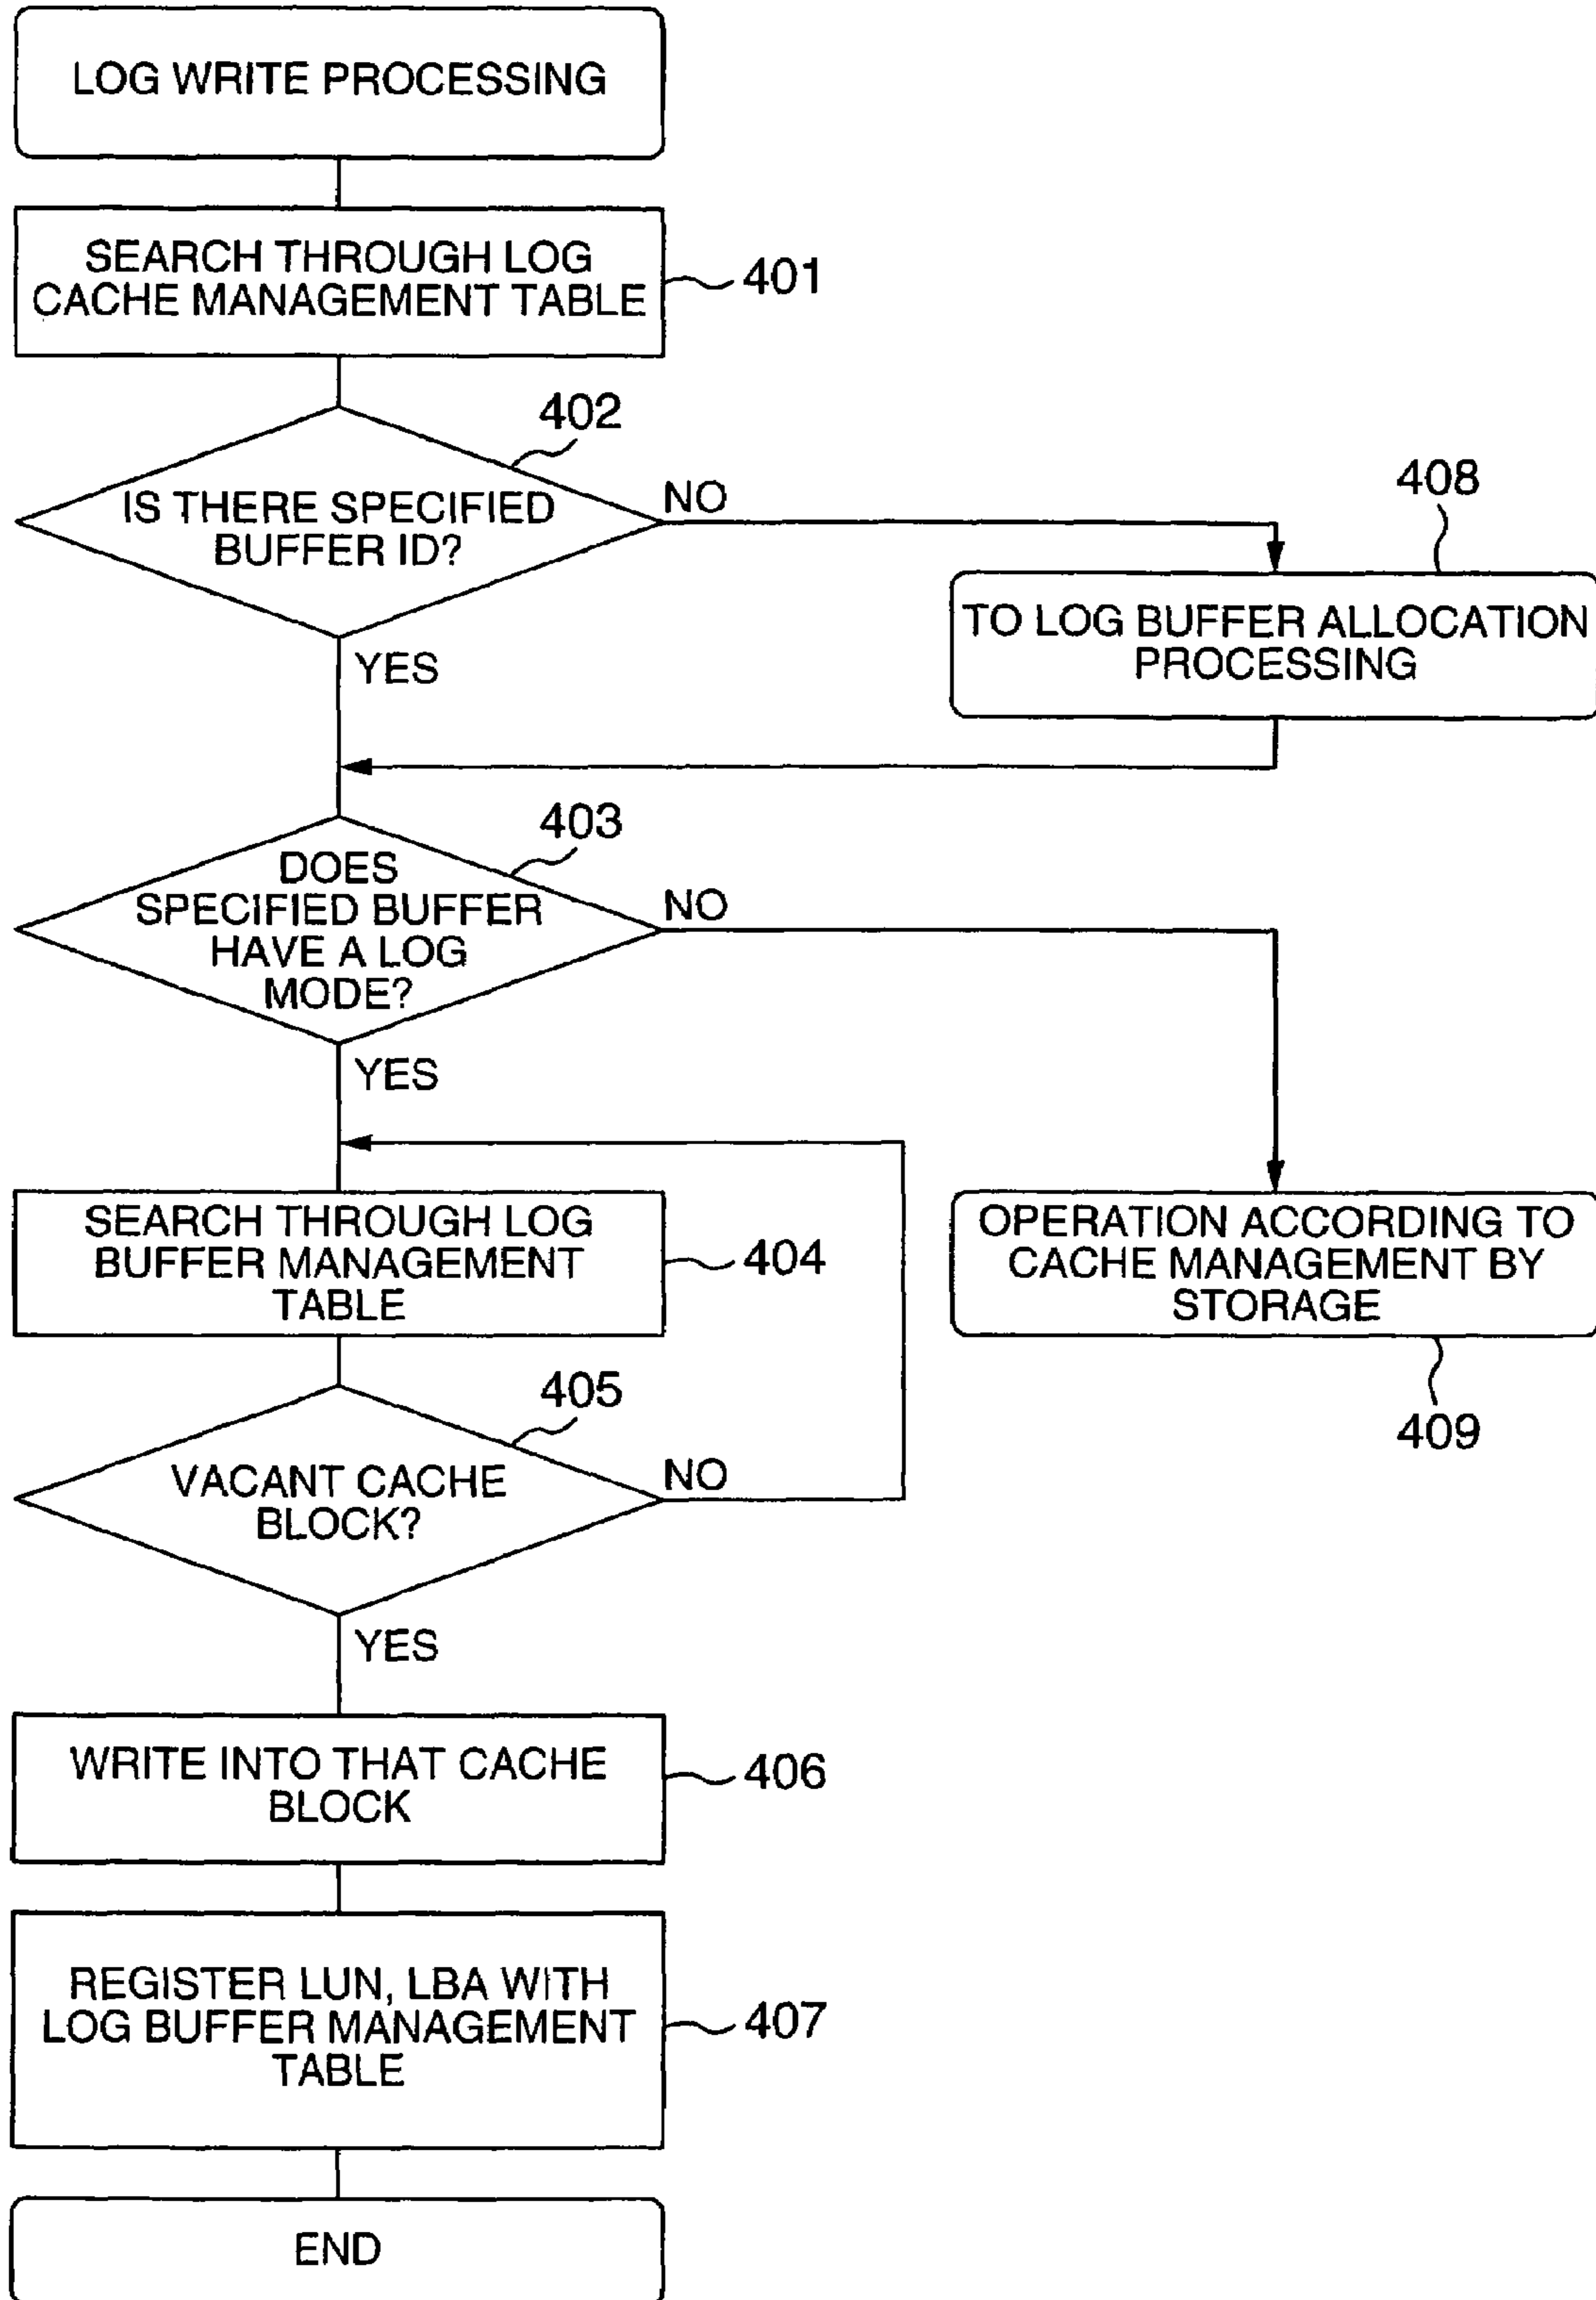 LOG WRITE PROCESSING
SEARCH THROUGH LOG
CACHE MANAGEMENT TABLE
401
402
IS THERE SPECIFIED
BUFFER ID?
NO
YES
408
TO LOG BUFFER ALLOCATION
PROCESSING
403
DOES
SPECIFIED BUFFER
HAVE A LOG
MODE?
NO
YES
SEARCH THROUGH LOG
BUFFER MANAGEMENT
TABLE
404
OPERATION ACCORDING TO
CACHE MANAGEMENT BY
STORAGE
409
405
VACANT CACHE
BLOCK?
NO
YES
WRITE INTO THAT CACHE
BLOCK
406
REGISTER LUN, LBA WITH
LOG BUFFER MANAGEMENT
TABLE
407
END